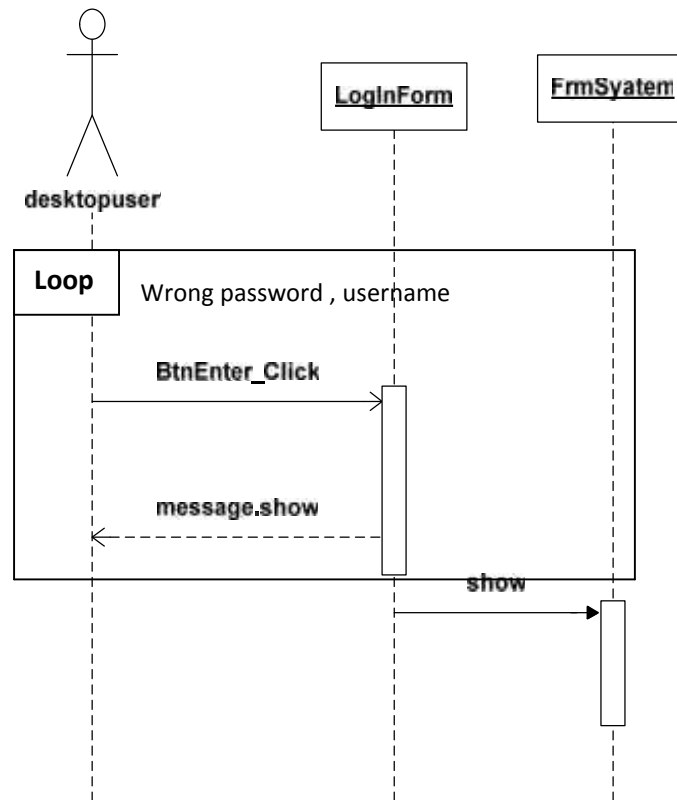 LogInForm
FrmSyatem
desktopuser
Loop
Wrong password , username
BtnEnter_Click
message.show
show